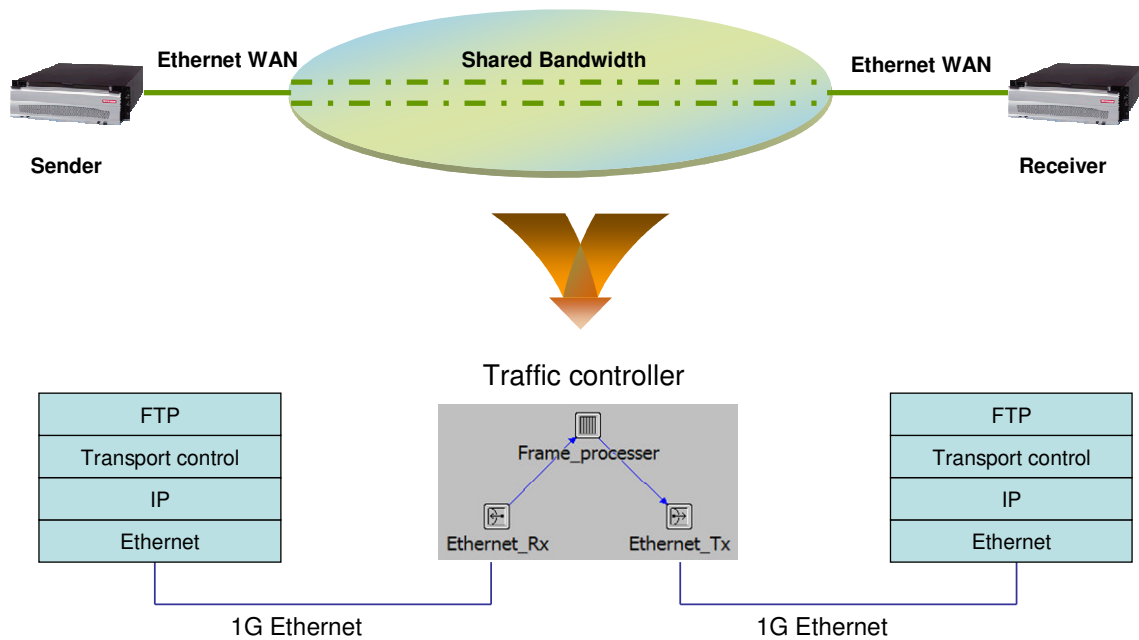 Ethernet WAN
Shared Bandwidth
Ethernet WAN
Sender
Receiver
Traffic controller
FTP
Transport control
IP
Ethernet
Frame_processer
Ethernet_Rx
Ethernet_Tx
FTP
Transport control
IP
Ethernet
1G Ethernet
1G Ethernet